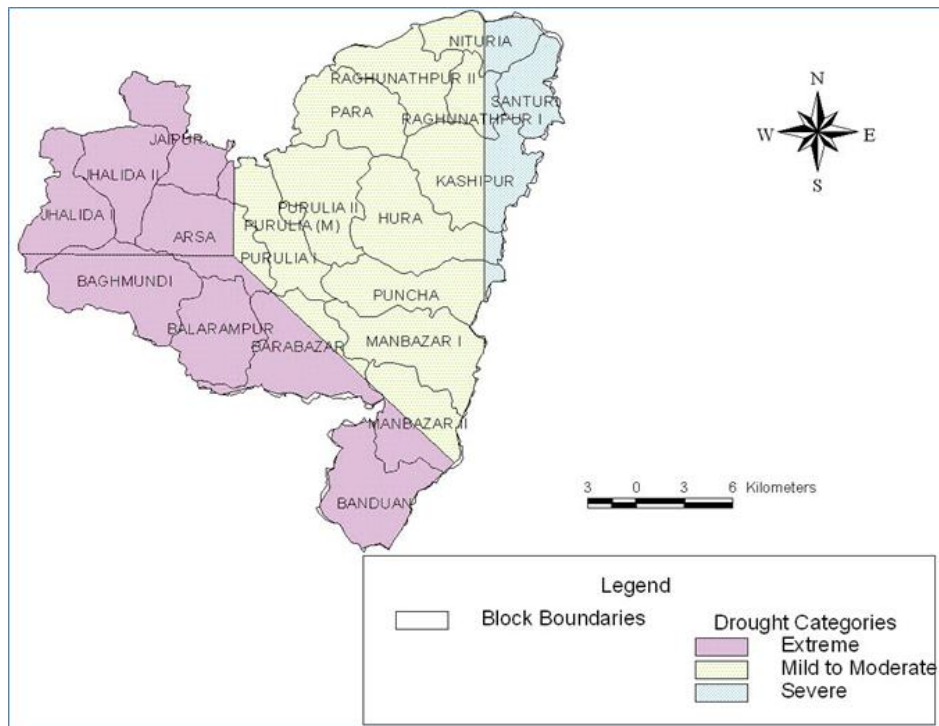 NITURIA
RAGHUNATHPUR II
N
SANTURI
PARA
RAGHUNATHPUR I
W
E
JAIPUR
JHALIDA II
KASHIPUR
S
JHALIDA I
PURULIA II
HURA
PURULIA (M)
ARSA
PURULIA I
BAGHMUNDI
PUNCHA
BALARAMPUR
BARABAZAR
MANBAZAR I
MANBAZAR II
3 0 3 6 Kilometers
BANDUAN
Legend
Block Boundaries
Drought Categories
Extreme
Mild to Moderate
Severe